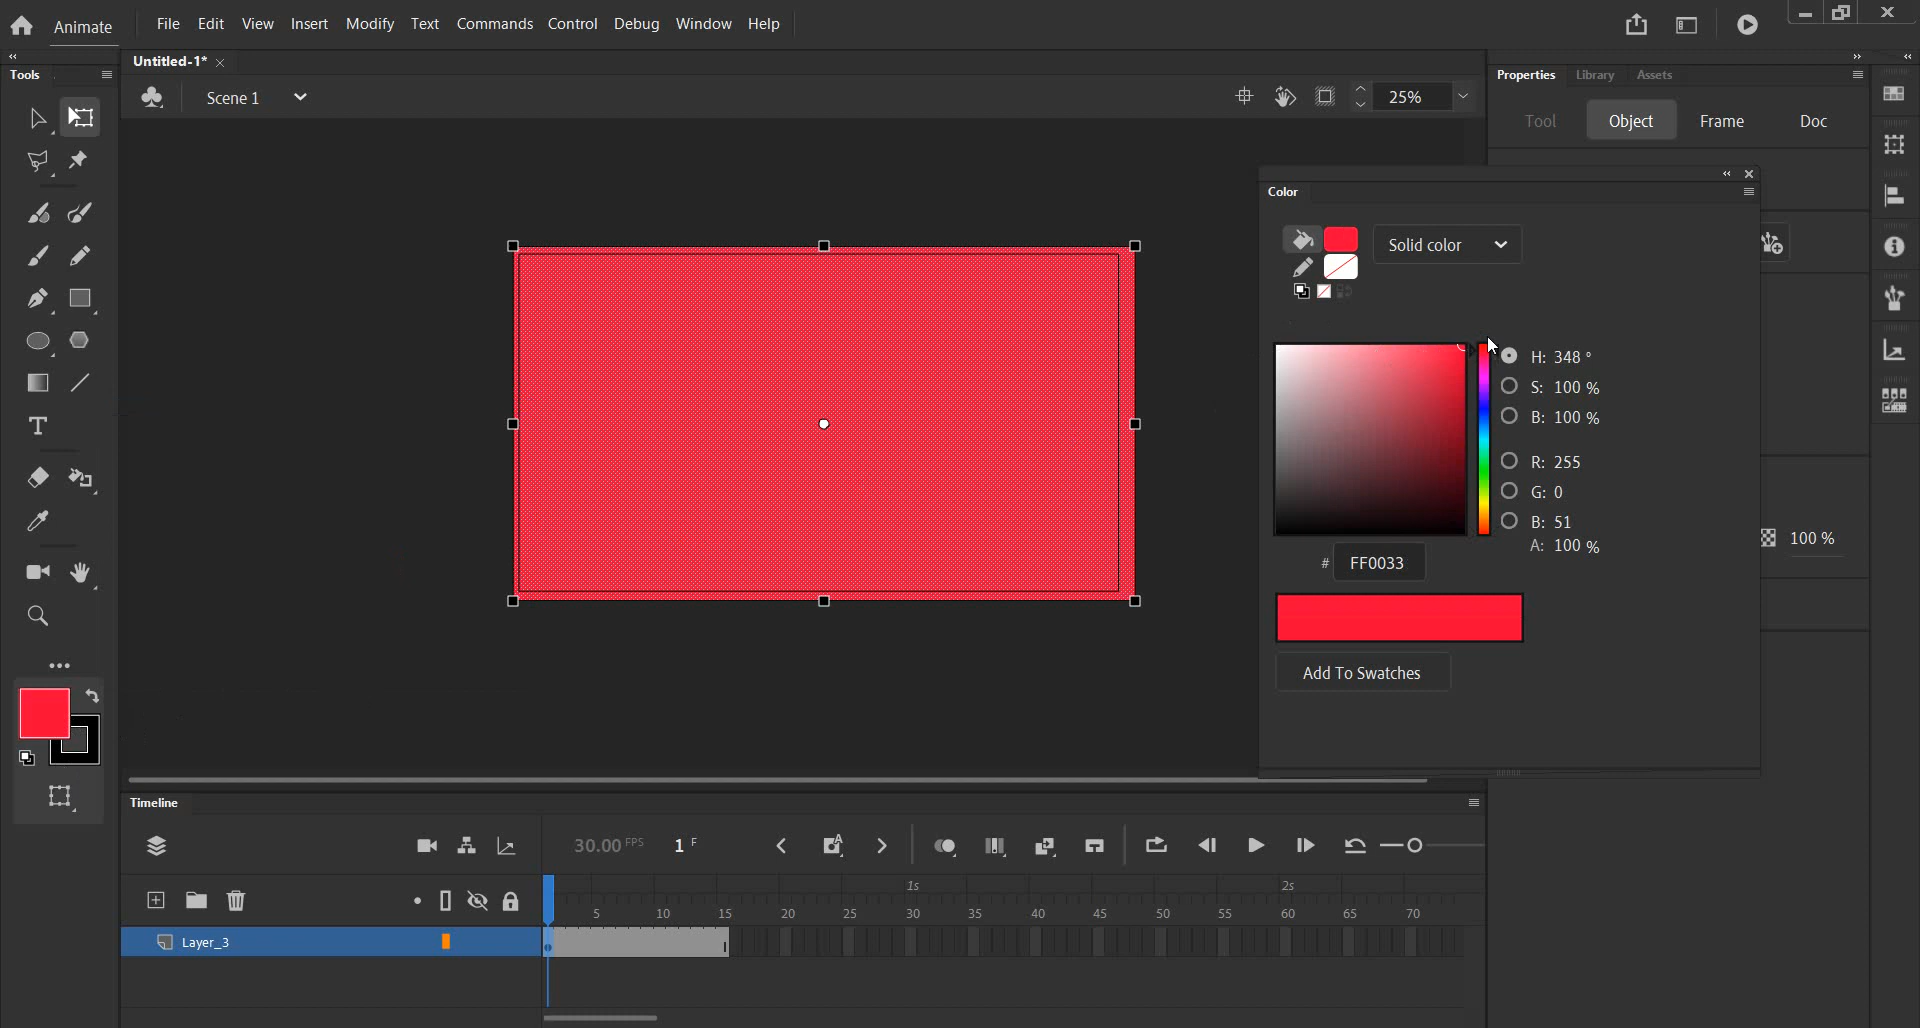 Animate File Edit View Insert Modify Text Commands Control Debug Window Help
Tools
Untitled-1*
Properties Library Assets
Scene 1
25%
Tool Object Frame Doc
Color
Solid color
H: 348 °
S: 100 %
B: 100 %
R: 255
G: 0
B: 51
A: 100 %
100 %
# FF0033
Add To Swatches
T
Timeline
30.00 FPS 1 F
A
1s 2s
5 10 15 20 25 30 35 40 45 50 55 60 65 70
Layer_3